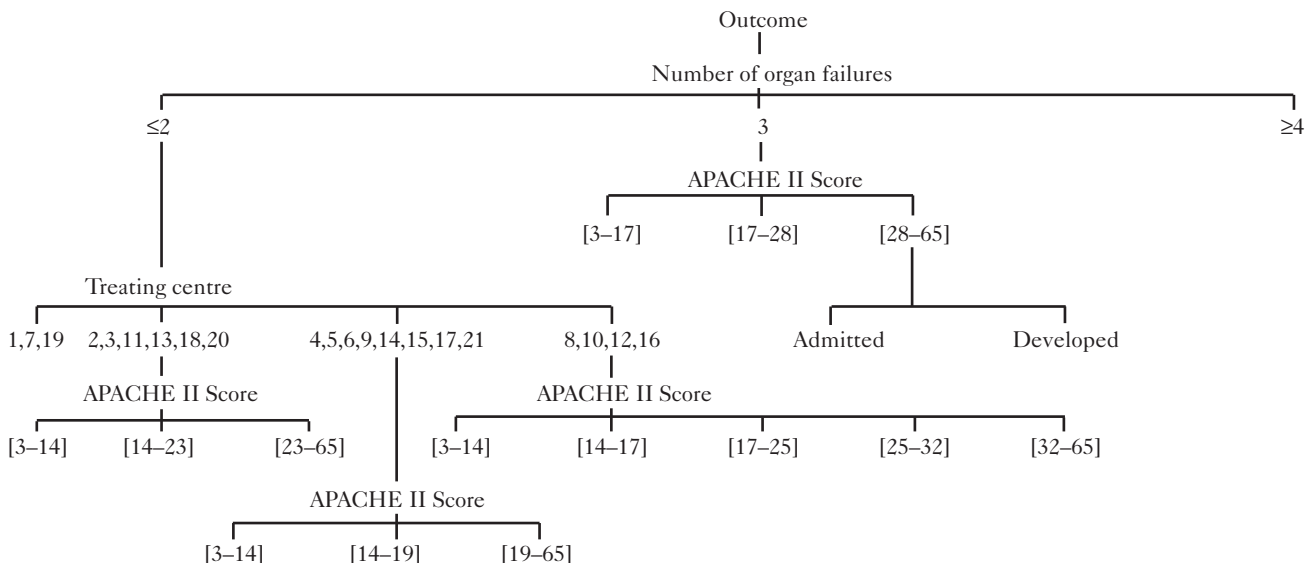 Outcome
Number of organ failures
≤2 3 ≥4
APACHE II Score
[3–17] [17–28] [28–65]
Treating centre
1,7,19 2,3,11,13,18,20 4,5,6,9,14,15,17,21 8,10,12,16 Admitted Developed
APACHE II Score APACHE II Score
[3–14] [14–23] [23–65] [3–14] [14–17] [17–25] [25–32] [32–65]
APACHE II Score
[3–14] [14–19] [19–65]